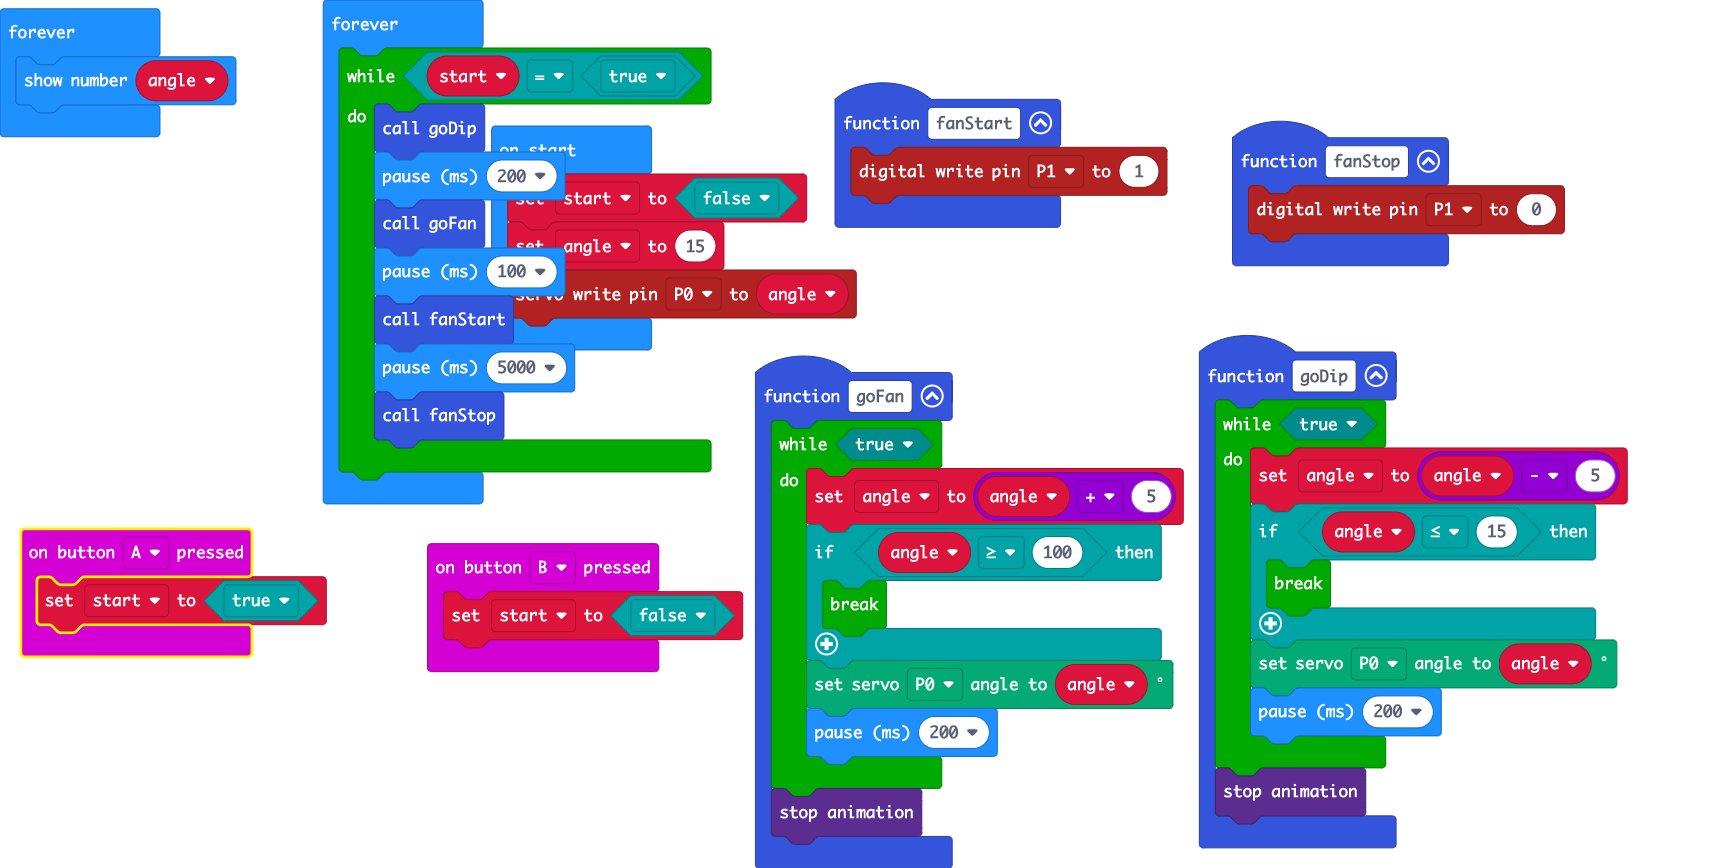 forever
show number angle
forever
while start = true
do
call goDip
pause (ms) 200
call goFan
pause (ms) 100
call fanStart
pause (ms) 5000
call fanStop
on start
set start to false
set angle to 15
servo write pin P0 to angle
function fanStart
digital write pin P1 to 1
function fanStop
digital write pin P1 to 0
on button A pressed
set start to true
on button B pressed
set start to false
function goFan
while true
do
set angle to angle + 5
if angle ≥ 100 then
break
set servo P0 angle to angle °
pause (ms) 200
stop animation
function goDip
while true
do
set angle to angle - 5
if angle ≤ 15 then
break
set servo P0 angle to angle °
pause (ms) 200
stop animation